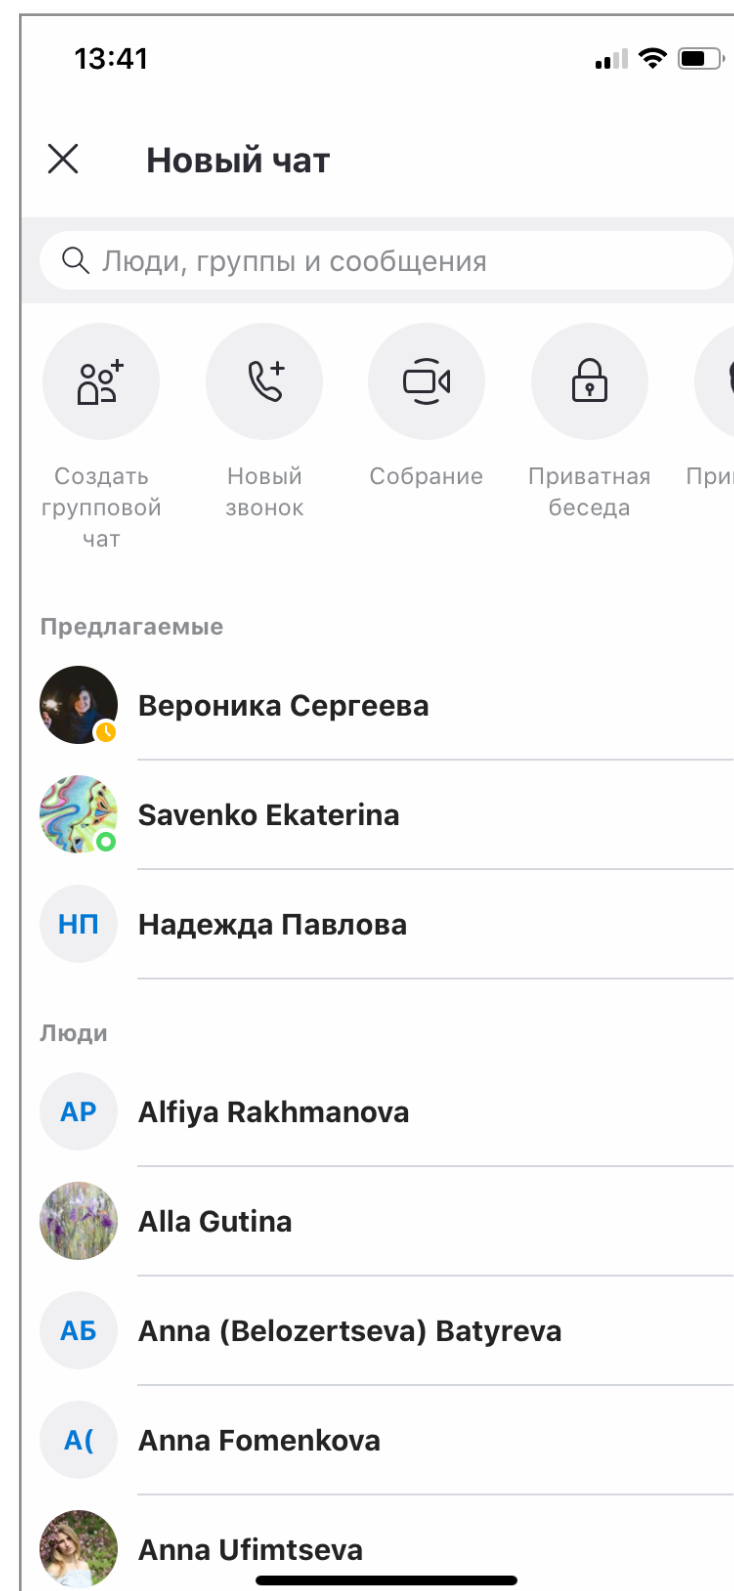 13:41
Новый чат
Люди, группы и сообщения
Создать
групповой
чат
Новый
звонок
Собрание
Приватная
беседа
Предлагаемые
Вероника Сергеева
Savenko Ekaterina
НП
Надежда Павлова
Люди
АР
Alfiya Rakhmanova
Alla Gutina
АБ
Anna (Belozertseva) Batyreva
А(
Anna Fomenkova
Anna Ufimtseva